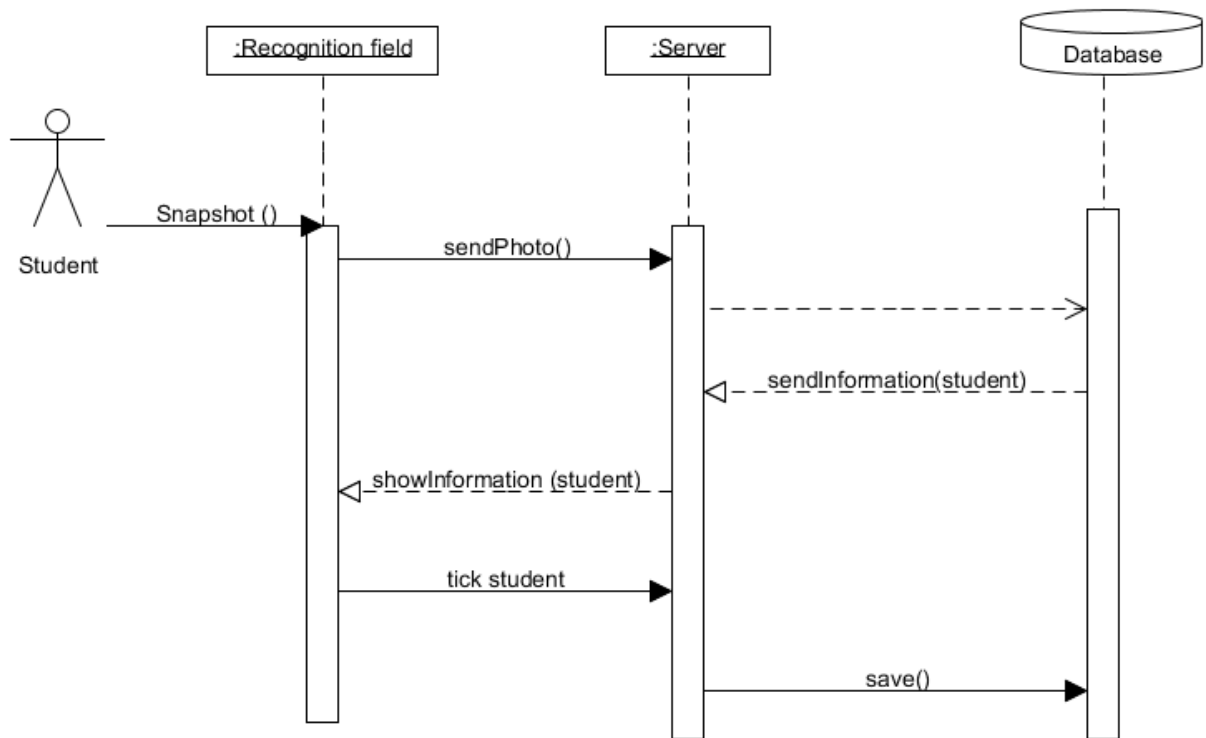 :Recognition field
:Server
Database
Snapshot ()
Student
sendPhoto()
sendInformation(student)
showInformation (student)
tick student
save()